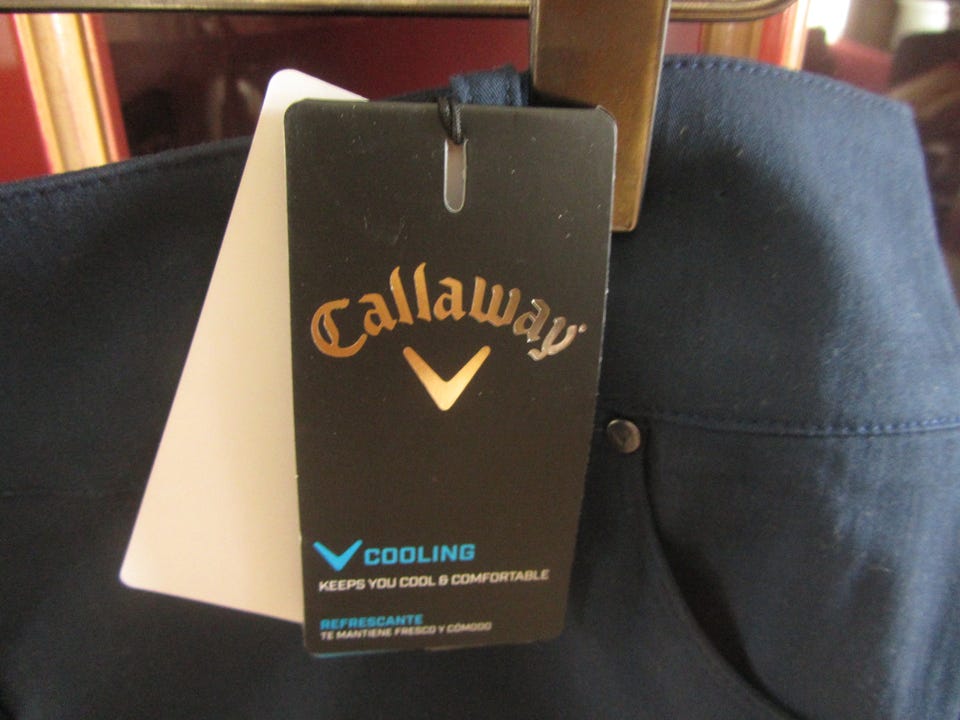 Callaway
COOLING
KEEPS YOU COOL & COMFORTABLE
REFRESCANTE
TE MANTIENE FRESCO Y CÓMODO